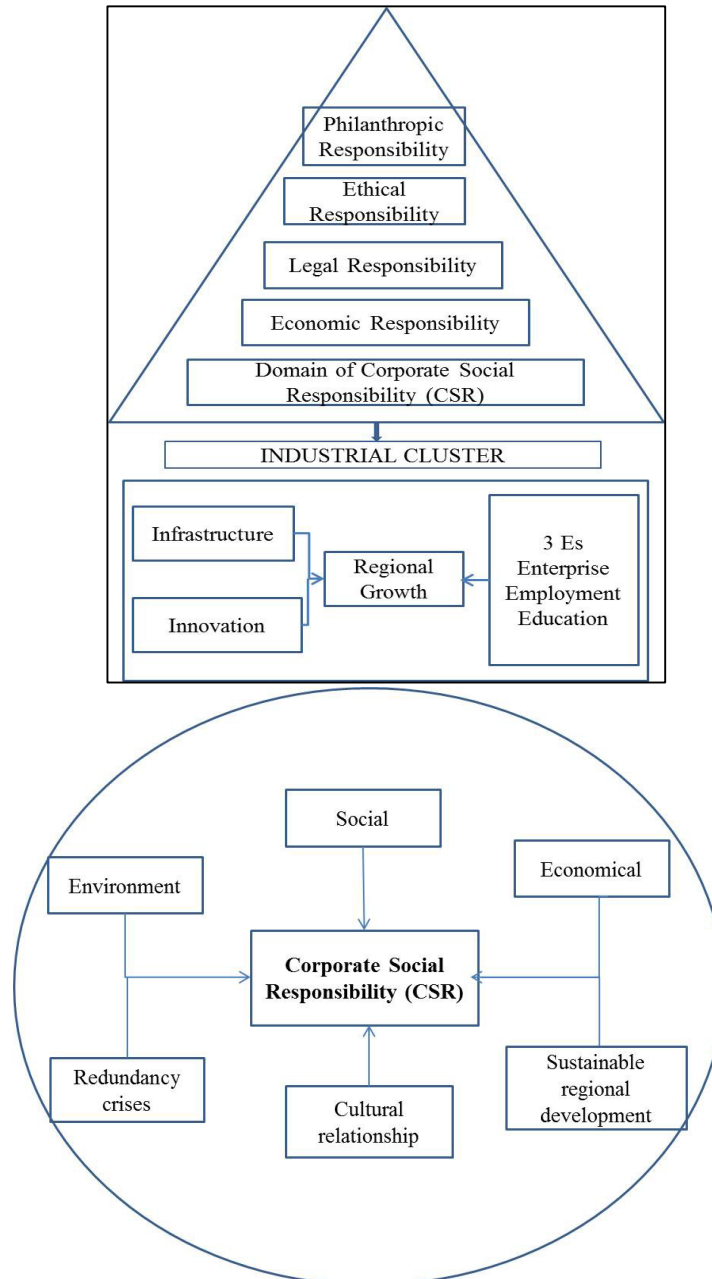 Philanthropic
Responsibility
Ethical
Responsibility
Legal Responsibility
Economic Responsibility
Domain of Corporate Social
Responsibility (CSR)
INDUSTRIAL CLUSTER
Infrastructure
Innovation
Regional
Growth
3 Es
Enterprise
Employment
Education
Social
Environment
Economical
Corporate Social
Responsibility (CSR)
Redundancy
crises
Cultural
relationship
Sustainable
regional
development